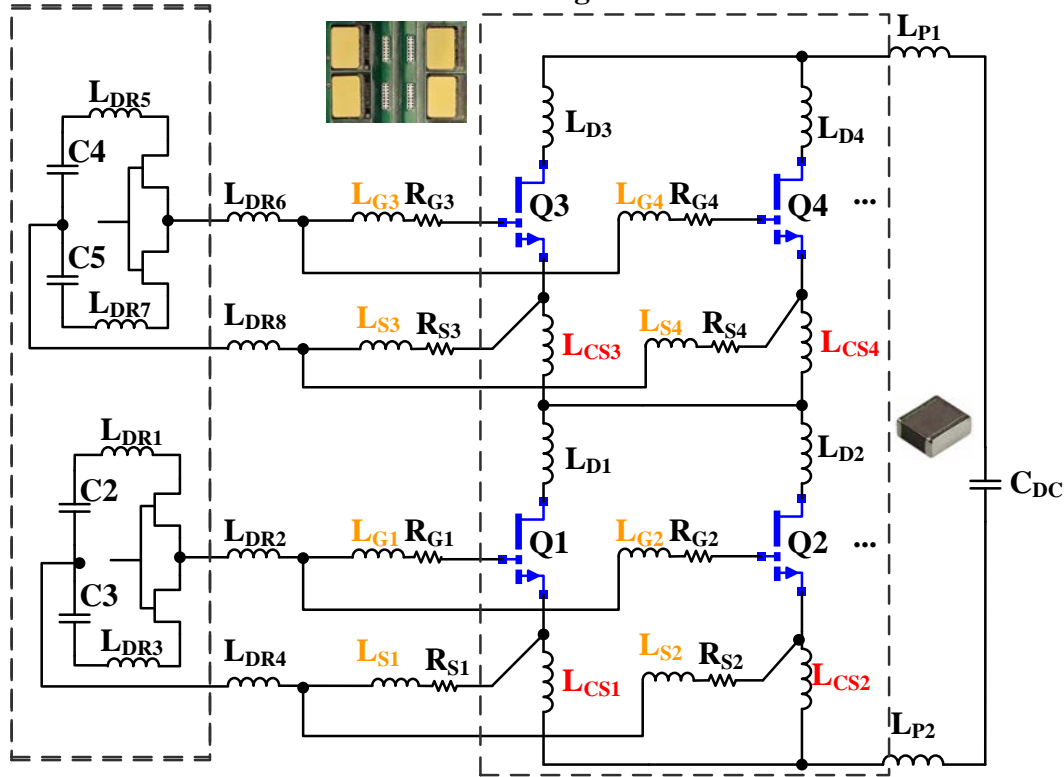 LP1
LDR5
LD3
LD4
C4
LDR6
LG3 RG3
LG4 RG4
Q3
Q4
...
C5
LDR7
LDR8
LS3
RS3
LS4
RS4
LCS3
LCS4
LDR1
LD1
LD2
C2
CDC
LDR2
LG1 RG1
LG2 RG2
Q1
Q2
...
C3
LDR3
LDR4
LS1
RS1
LS2
RS2
LCS1
LCS2
LP2